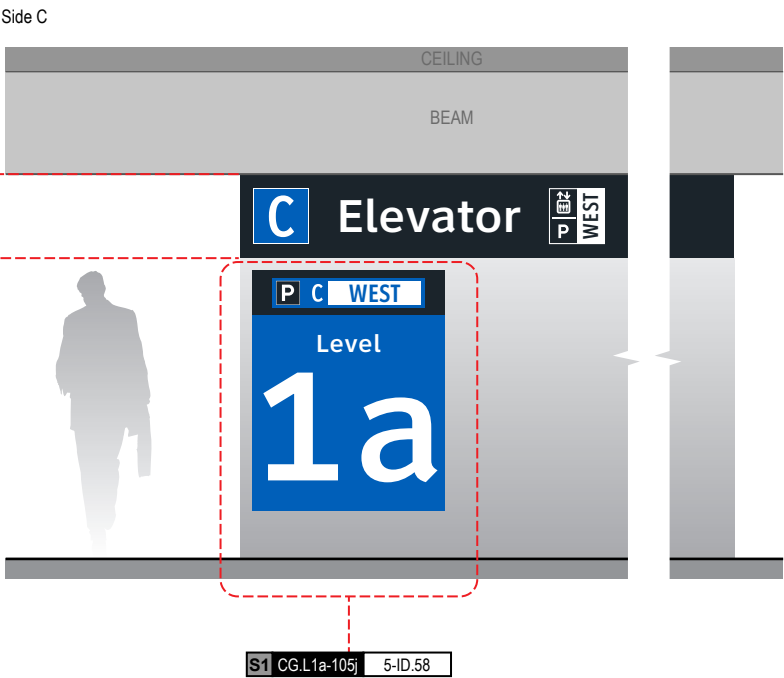 Side C
CEILING
BEAM
C Elevator P WEST
P C WEST
Level
1a
S1 CG.L1a-105j 5-ID.58